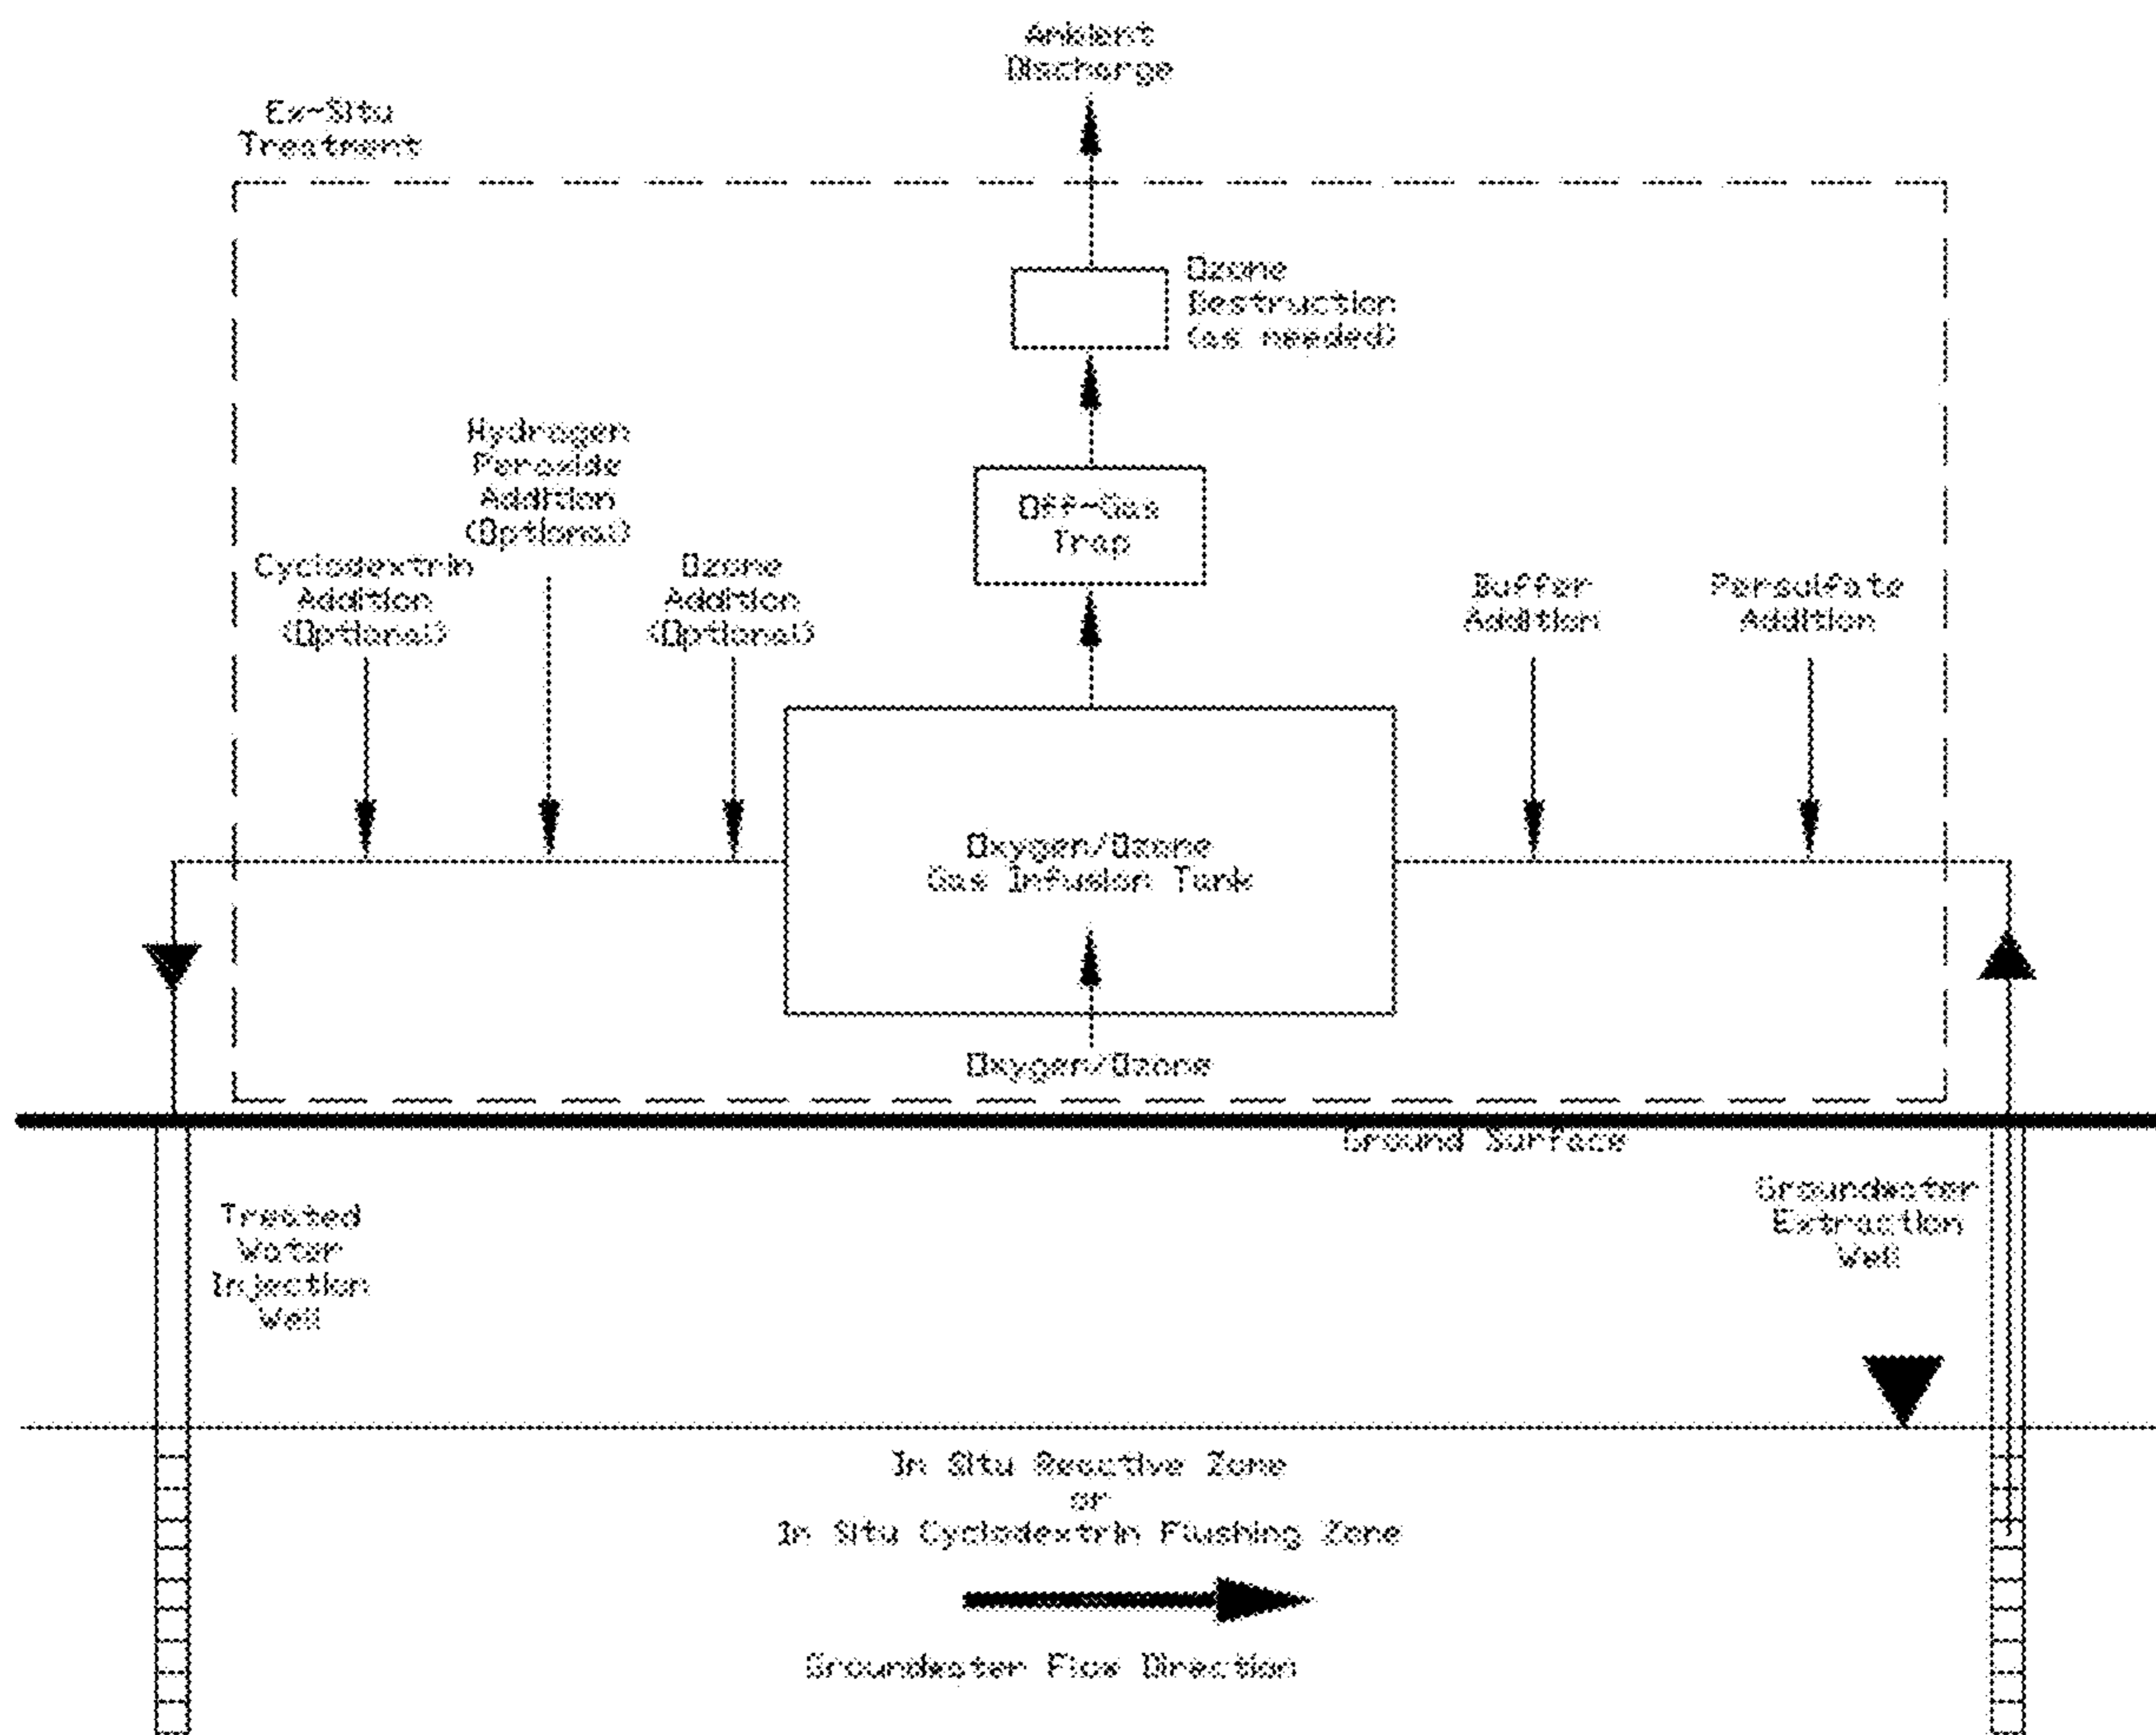 Ambient
Discharge
Ex-Situ
Treatment
Ozone
Destruction
(as needed)
Hydrogen
Peroxide
Addition
(Optional)
Off-Gas
Trap
Cyclodextrin
Addition
(Optional)
Ozone
Addition
(Optional)
Buffer
Addition
Persulfate
Addition
Oxygen/Ozone
Gas Infusion Tank
Oxygen/Ozone
Ground Surface
Treated
Water
Injection
Well
Groundwater
Extraction
Well
In Situ Reactive Zone
or
In Situ Cyclodextrin Flushing Zone
Groundwater Flow Direction